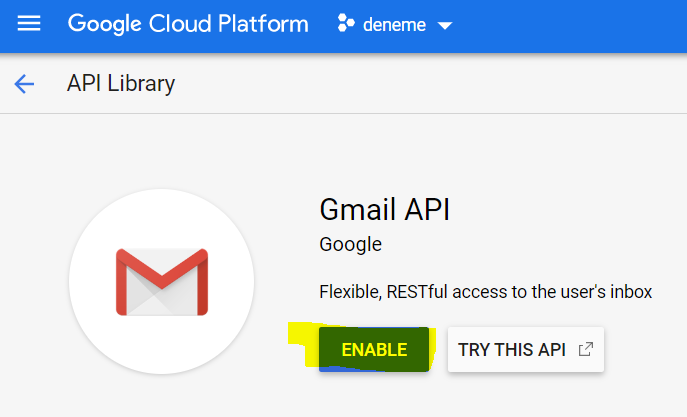 Google Cloud Platform deneme
API Library
Gmail API
Google
Flexible, RESTful access to the user's inbox
ENABLE TRY THIS API